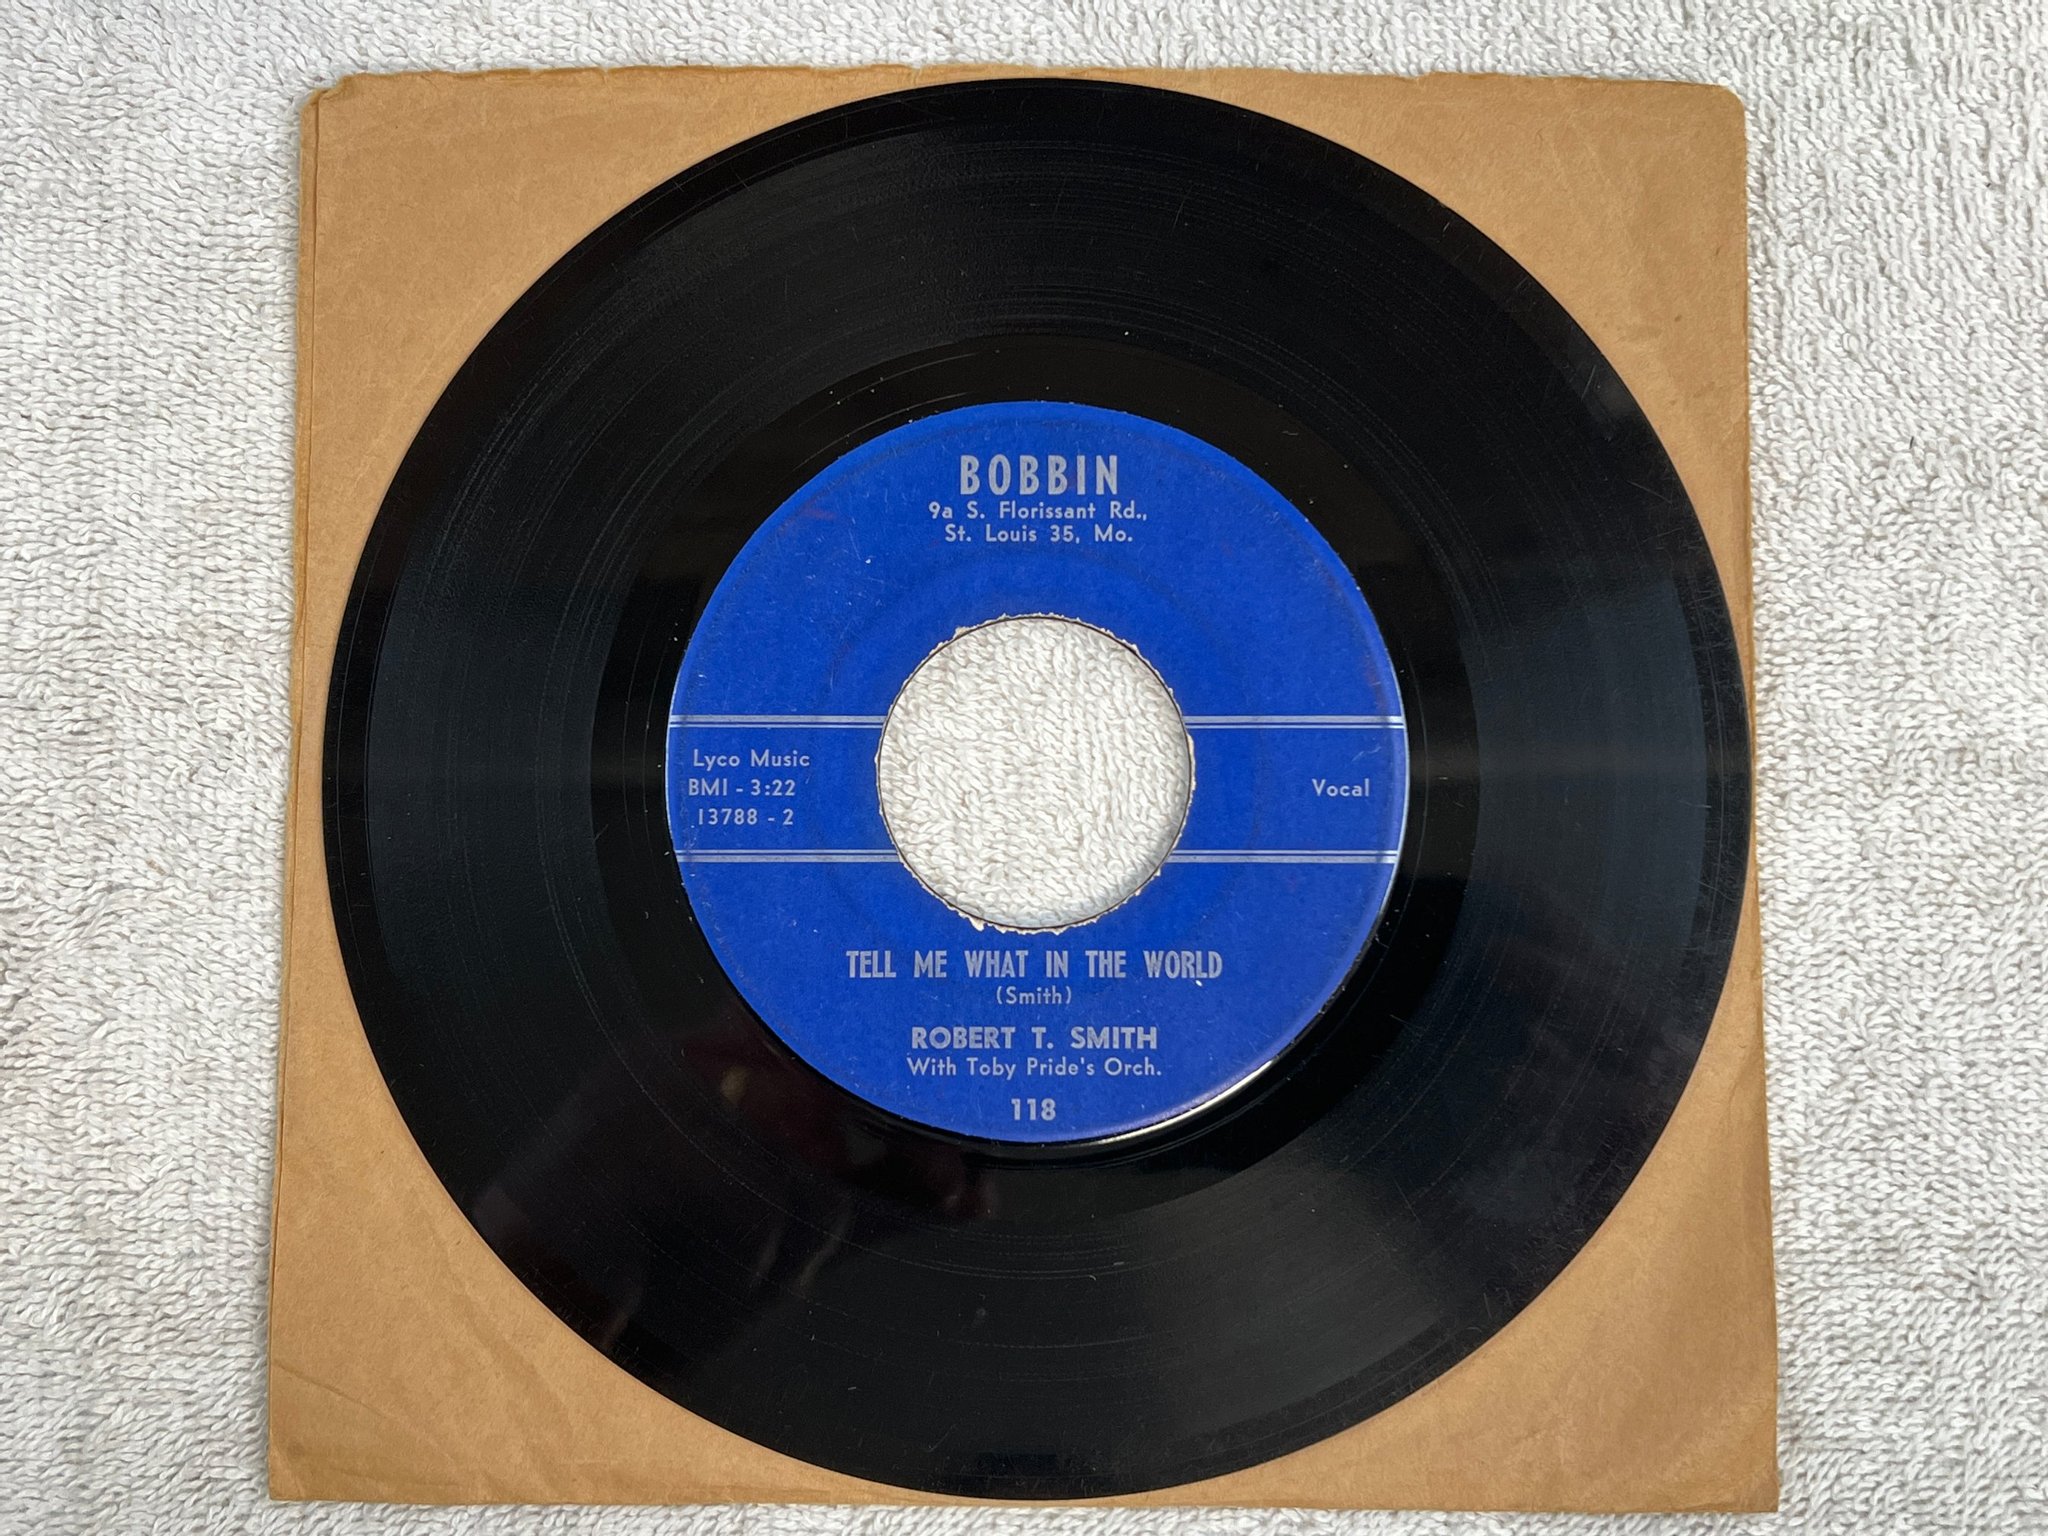 BOBBIN
9a S. Florissant Rd.,
St. Louis 35, Mo.
Lyco Music
BMI - 3:22
13788 - 2
Vocal
TELL ME WHAT IN THE WORLD
(Smith)
ROBERT T. SMITH
With Toby Pride's Orch.
118